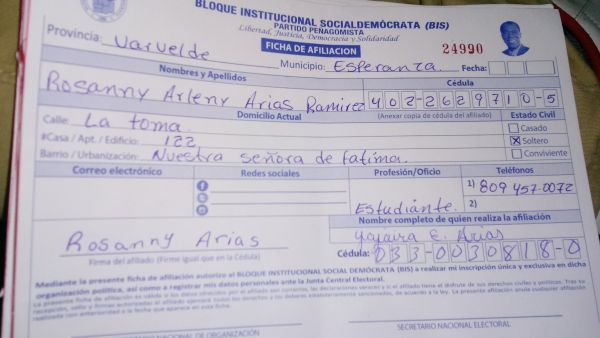 BLOQUE INSTITUCIONAL SOCIALDEMÓCRATA (BIS)
PARTIDO PENAGOMISTA
Libertad, Justicia, Democracia y Solidaridad
FICHA DE AFILIACION
24990
Provincia: Varvelde Municipio: Esperanza. Fecha:
Nombres y Apellidos Cédula
Rosanny Arleny Arias Ramirez 402-2629710-5
Domicilio Actual (Anexar copia de cédula del afiliado) Estado Civil
Calle: La toma. Casado
#Casa / Apt. / Edificio: 122 Soltero
Barrio / Urbanización: Nuestra señora de fatima. Conviviente
Correo electrónico Redes sociales Profesión/Oficio Teléfonos
1) 809 457-0072
Estudiante. 2)
Nombre completo de quien realiza la afiliación
Rosanny Arias Yajaira E. Arias
Firma del afiliado (Firme igual que en la Cédula) Cédula: 033-0030818-0
Mediante la presente ficha de afiliación autorizo al BLOQUE INSTITUCIONAL SOCIAL DEMÓCRATA (BIS) a realizar mi inscripción única y exclusiva en dicha
organización política, así como a registrar mis datos personales ante la Junta Central Electoral.
SECRETARIO NACIONAL ELECTORAL
NACIONAL DE ORGANIZACIÓN